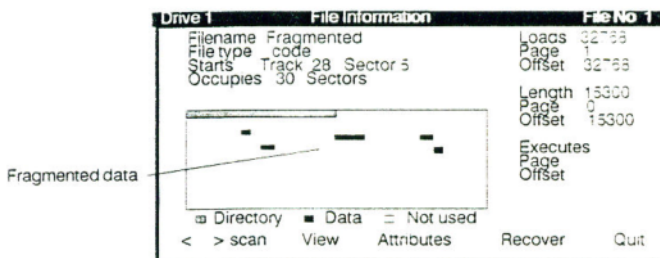 Drive 1 File Information File No 1
Filename Fragmented Loads 32768
File type code Page 1
Starts Track 28 Sector 5 Offset 32768
Occupies 30 Sectors
Length 15300
Page 0
Offset 15300
Executes
Page
Offset
Fragmented data
Directory Data Not used
< > scan View Attributes Recover Quit